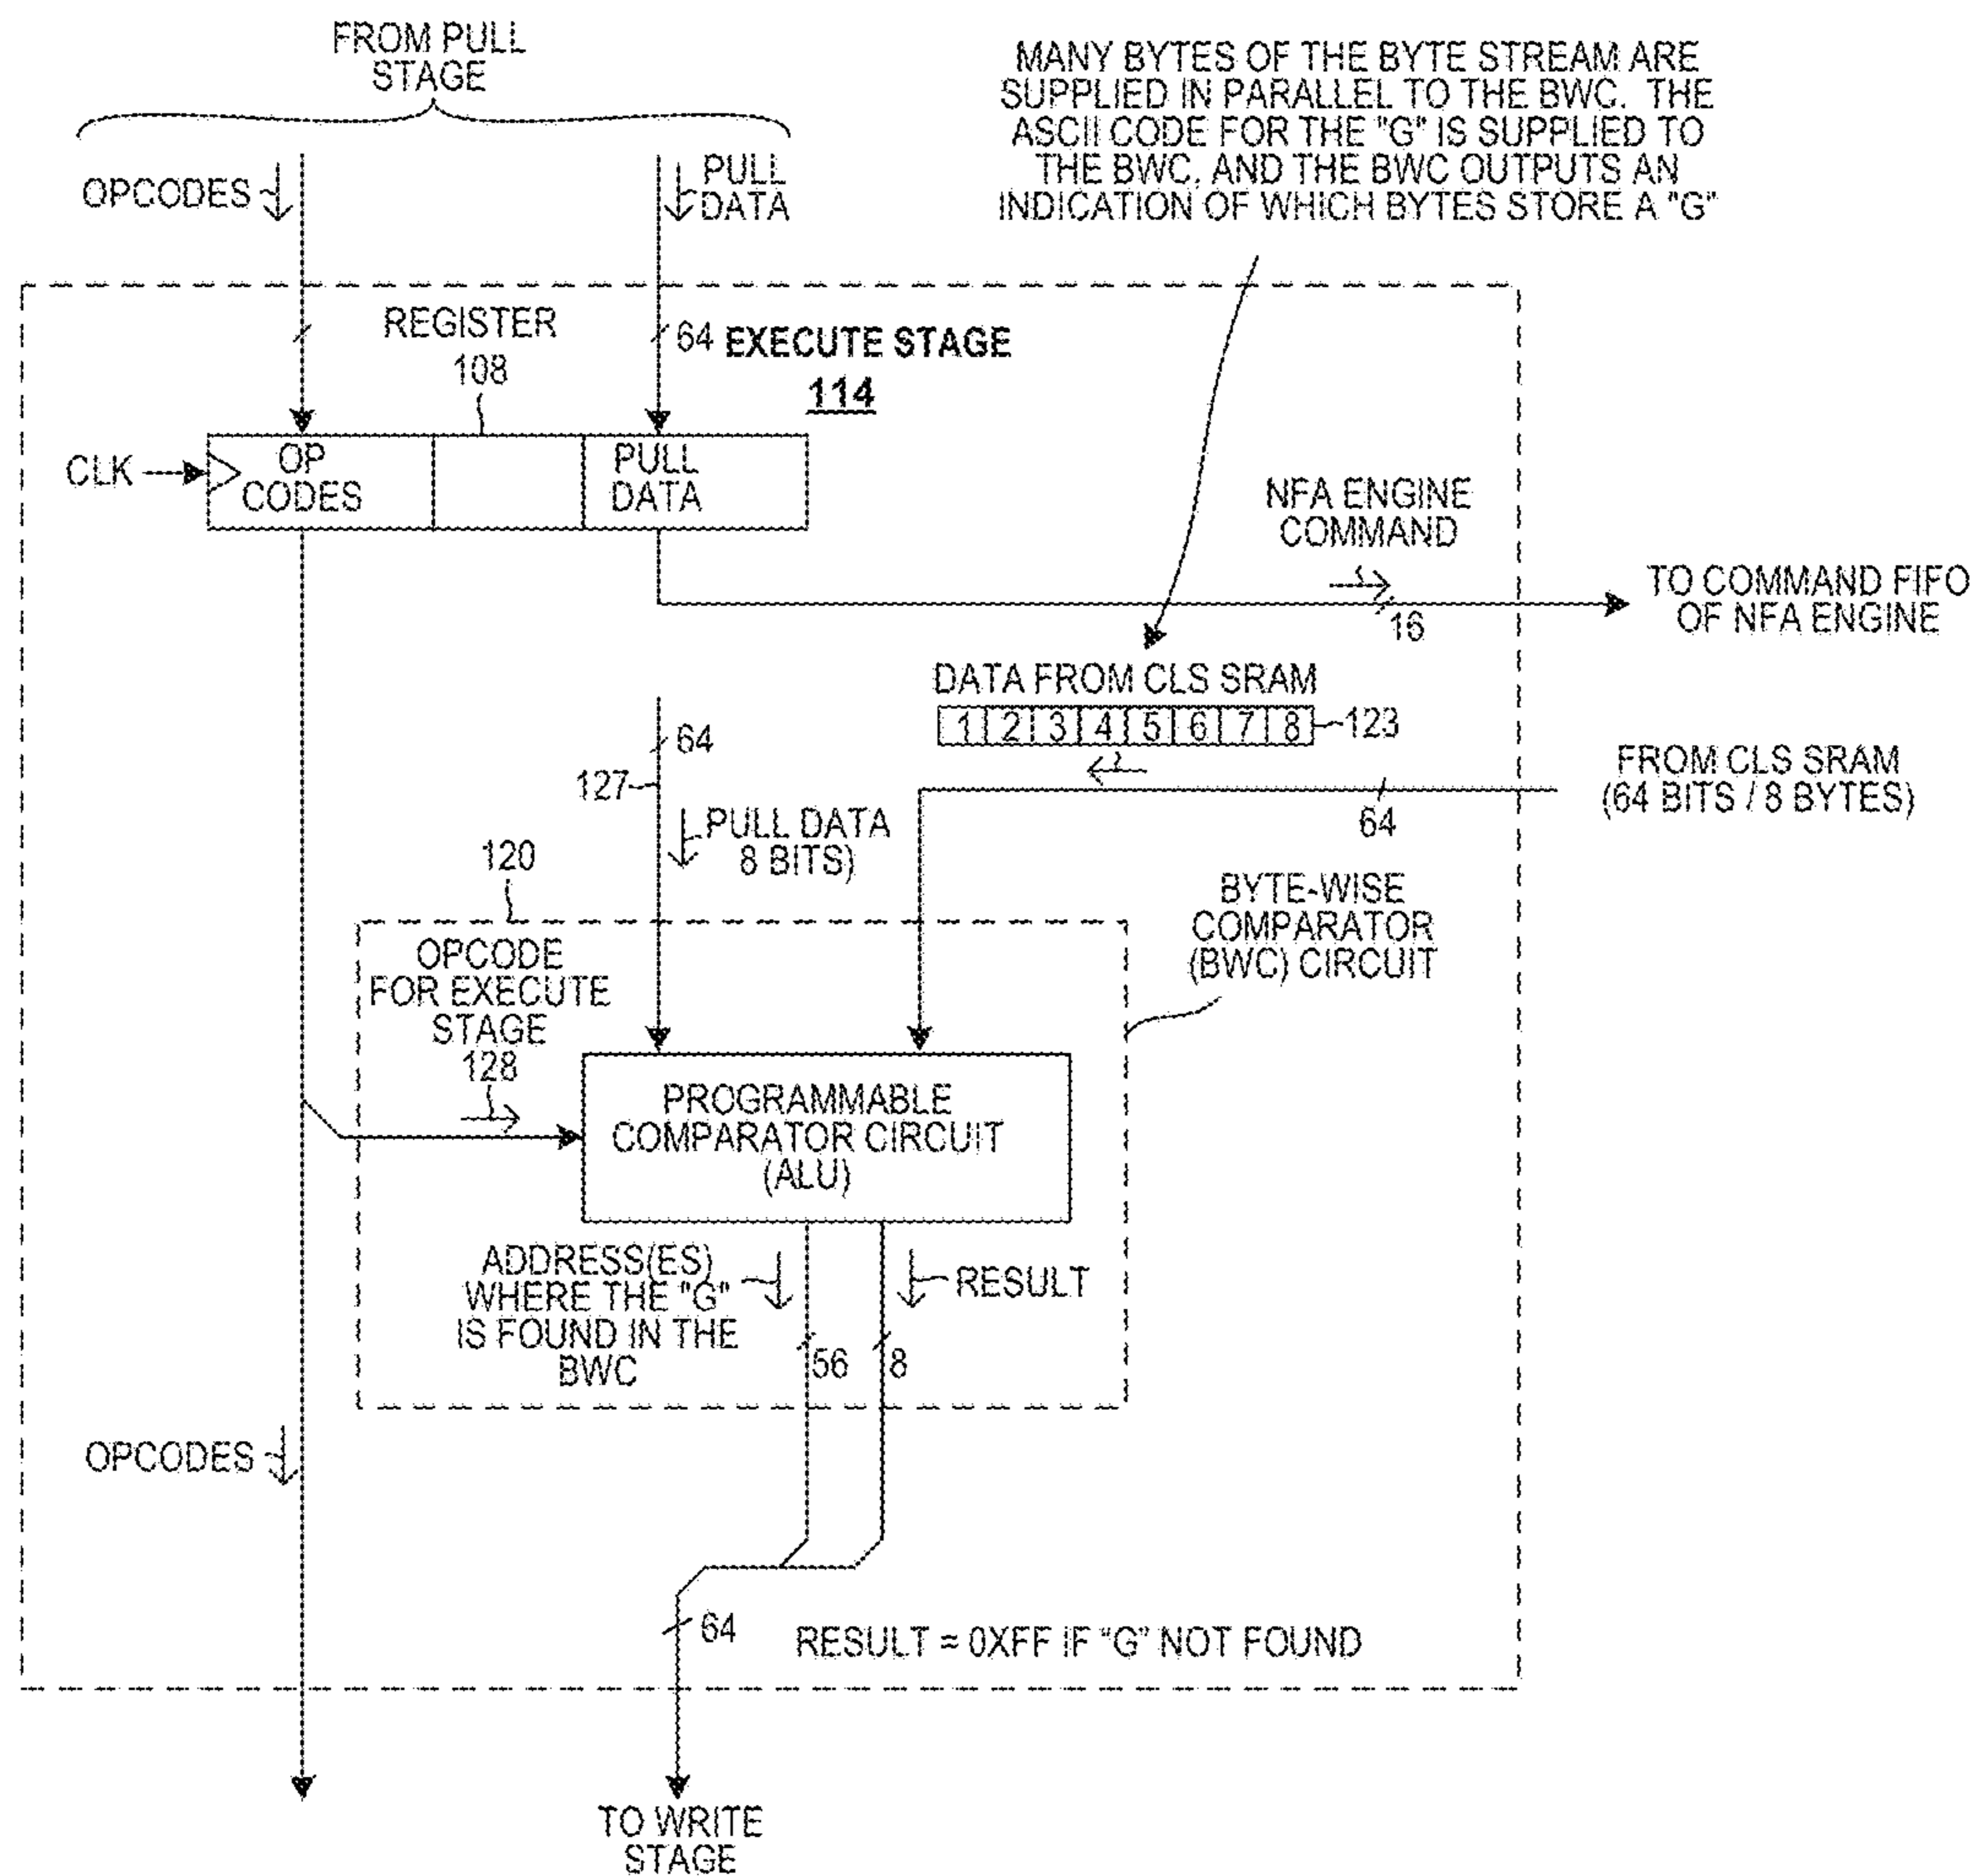 FROM PULL
STAGE
MANY BYTES OF THE BYTE STREAM ARE
SUPPLIED IN PARALLEL TO THE BWC. THE
ASCII CODE FOR THE "G" IS SUPPLIED TO
THE BWC, AND THE BWC OUTPUTS AN
INDICATION OF WHICH BYTES STORE A "G"
OPCODES
PULL
DATA
REGISTER
108
64
EXECUTE STAGE
114
CLK
OP
CODES
PULL
DATA
NFA ENGINE
COMMAND
16
TO COMMAND FIFO
OF NFA ENGINE
DATA FROM CLS SRAM
1 2 3 4 5 6 7 8
123
64
127
PULL DATA
8 BITS)
64
FROM CLS SRAM
(64 BITS / 8 BYTES)
120
BYTE-WISE
COMPARATOR
(BWC) CIRCUIT
OPCODE
FOR EXECUTE
STAGE
128
PROGRAMMABLE
COMPARATOR CIRCUIT
(ALU)
ADDRESS(ES)
WHERE THE "G"
IS FOUND IN THE
BWC
RESULT
56
8
OPCODES
64
RESULT = 0XFF IF "G" NOT FOUND
TO WRITE
STAGE